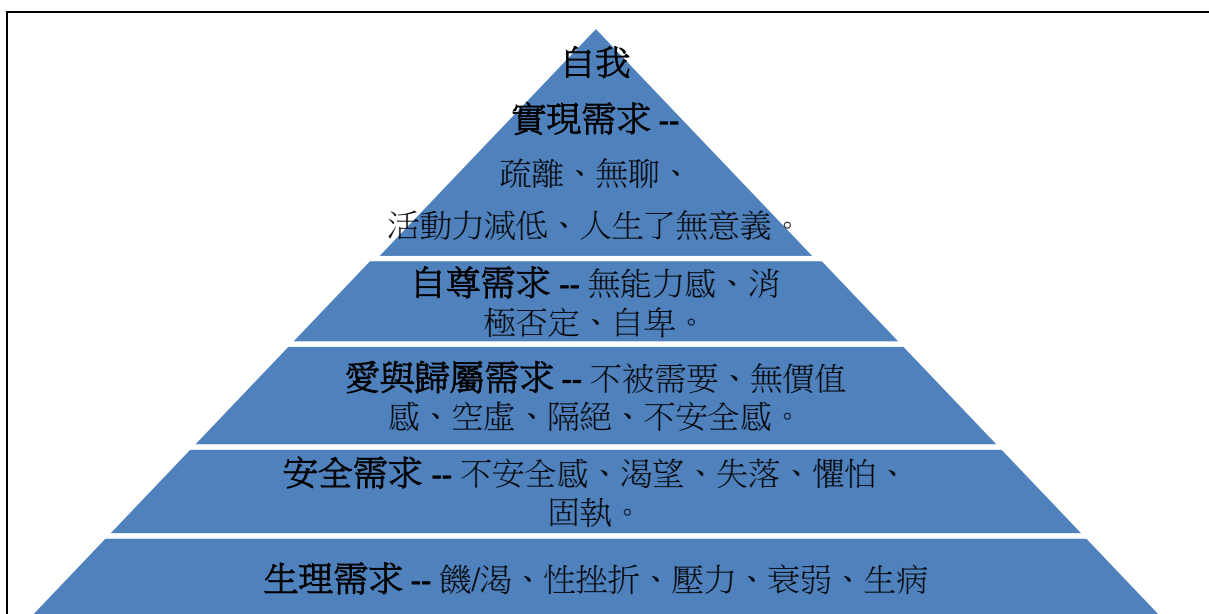 自我
實現需求 --
疏離、無聊、
活動力減低、人生了無意義。
自尊需求 -- 無能力感、消
極否定、自卑。
愛與歸屬需求 -- 不被需要、無價值
感、空虛、隔絕、不安全感。
安全需求 -- 不安全感、渴望、失落、懼怕、
固執。
生理需求 -- 饑/渴、性挫折、壓力、衰弱、生病